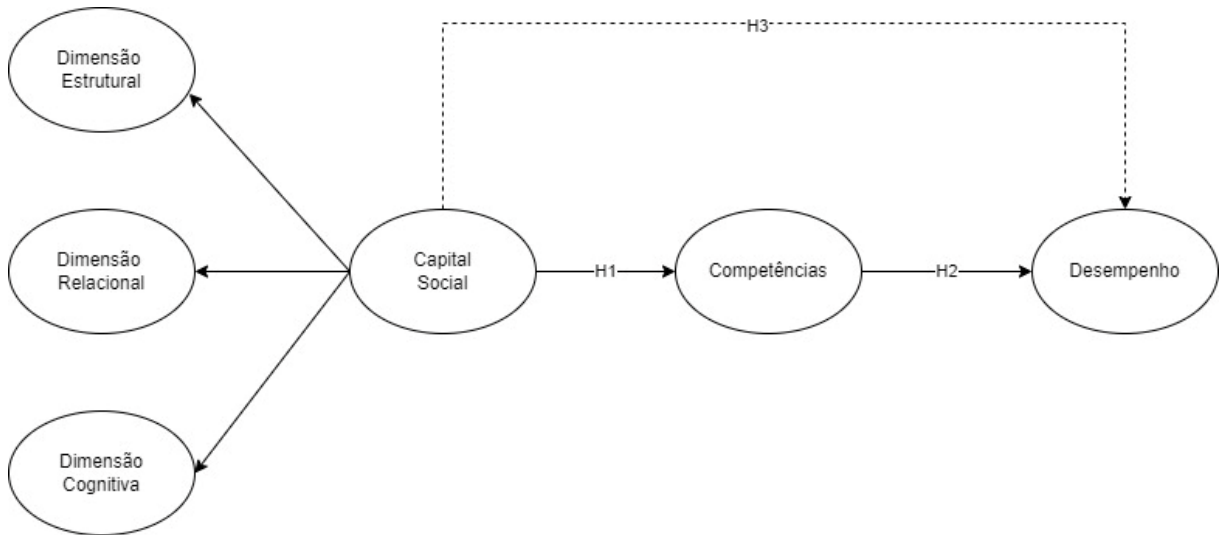 H3
Dimensão
Estrutural
Dimensão
Relacional
Capital
Social
H1
Competências
H2
Desempenho
Dimensão
Cognitiva